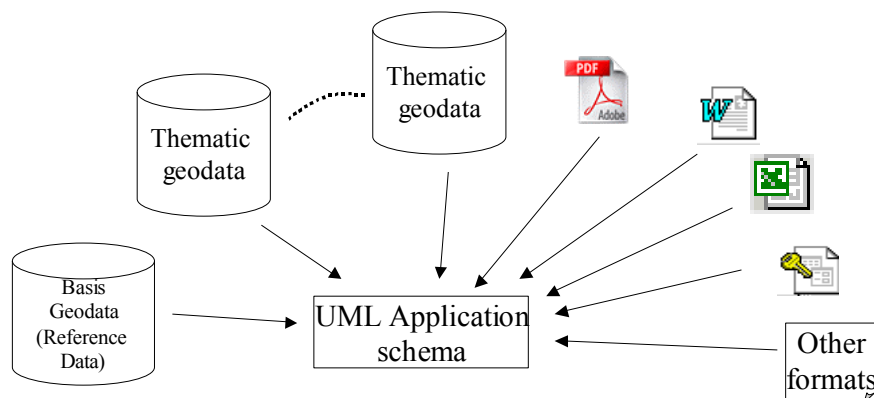 Thematic
geodata
Thematic
geodata
PDF
Adobe
W
X
Basis
Geodata
(Reference
Data)
UML Application
schema
Other
formats